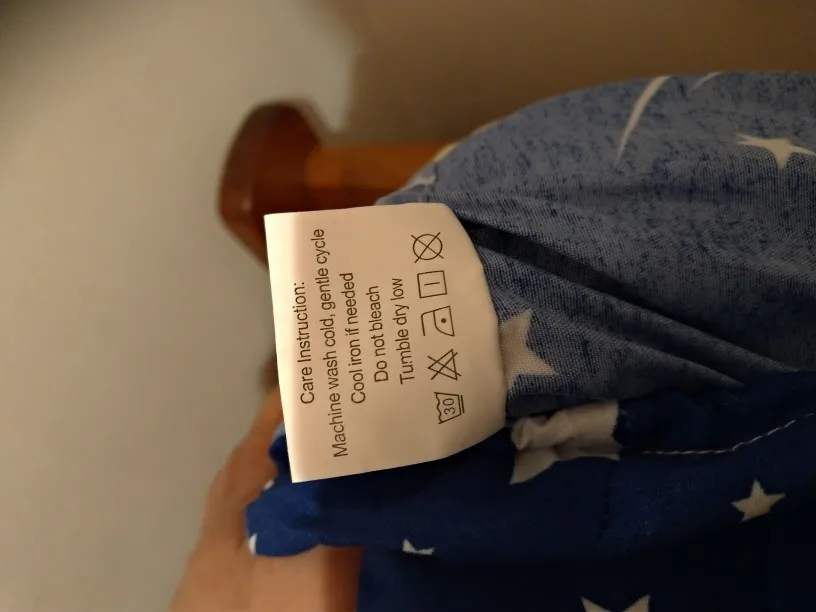 Care Instruction:
Machine wash cold, gentle cycle
Cool iron if needed
Do not bleach
Tumble dry low
30